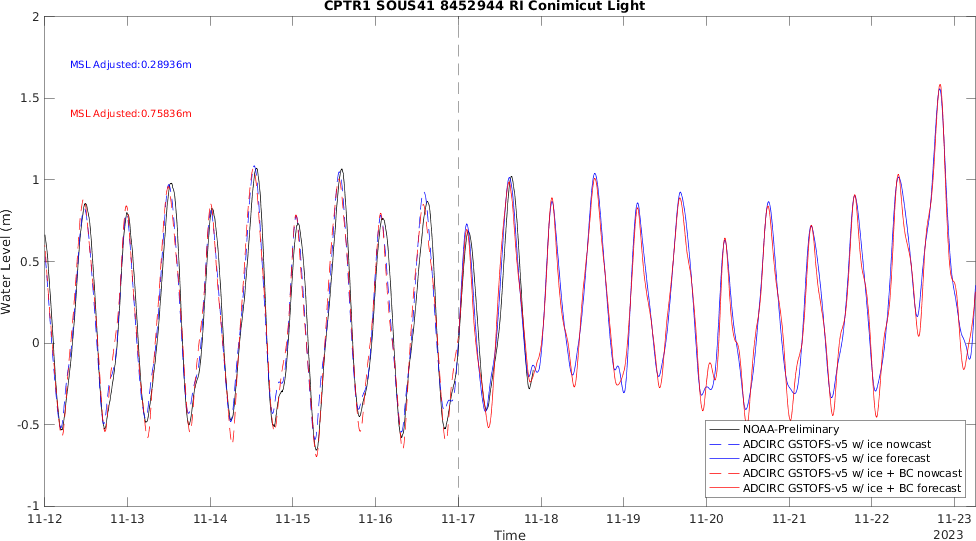 CPTR1 SOUS41 8452944 RI Conimicut Light
2
1.5
1
0.5
0
-0.5
-1
Water Level (m)
MSL Adjusted:0.28936m
MSL Adjusted:0.75836m
NOAA-Preliminary
ADCIRC GSTOFS-v5 w/ ice nowcast
ADCIRC GSTOFS-v5 w/ ice forecast
ADCIRC GSTOFS-v5 w/ ice + BC nowcast
ADCIRC GSTOFS-v5 w/ ice + BC forecast
11-12 11-13 11-14 11-15 11-16 11-17 11-18 11-19 11-20 11-21 11-22 11-23
Time
2023